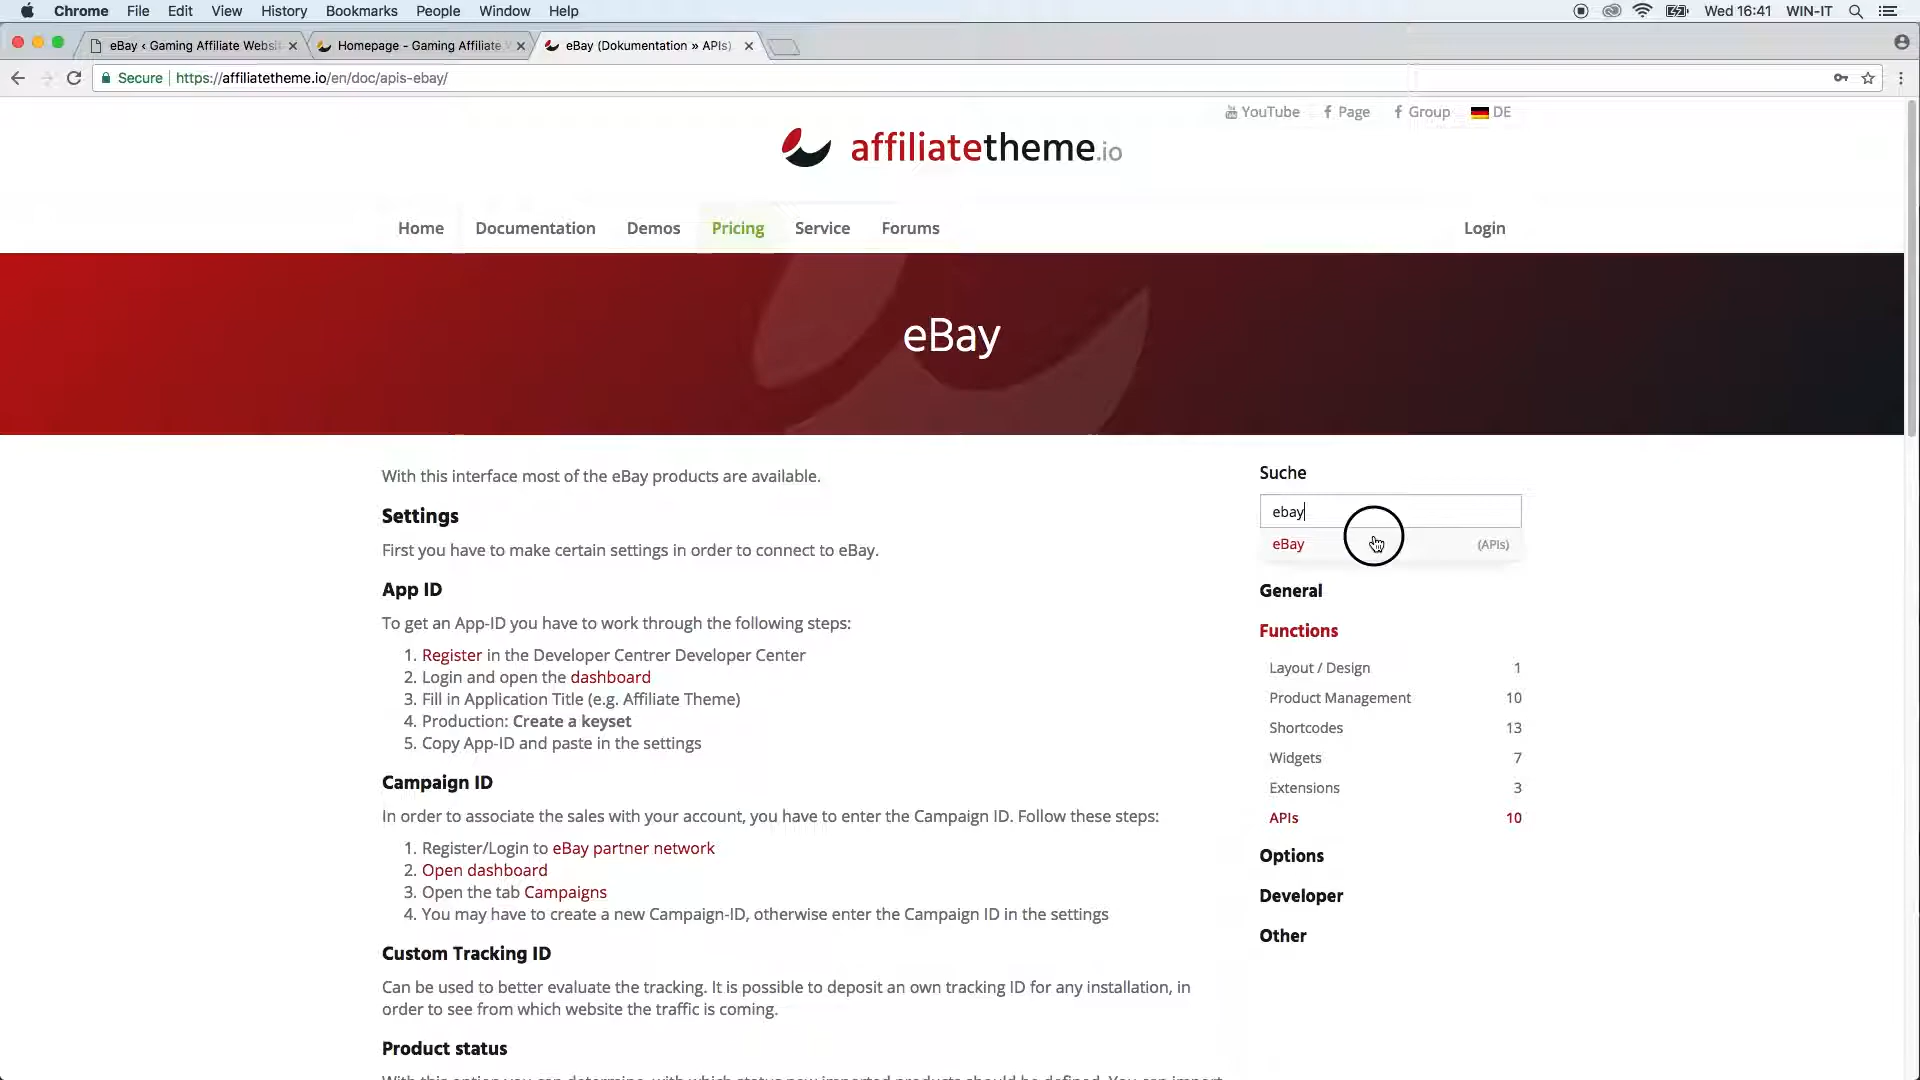 Chrome File Edit View History Bookmarks People Window Help Wed 16:41 WIN-IT
eBay ‹ Gaming Affiliate Websi Homepage - Gaming Affiliate eBay (Dokumentation » APIs)
Secure https://affiliatetheme.io/en/doc/apis-ebay/
YouTube Page Group DE
affiliatetheme.io
Home Documentation Demos Pricing Service Forums Login
eBay
With this interface most of the eBay products are available.
Settings
First you have to make certain settings in order to connect to eBay.
App ID
To get an App-ID you have to work through the following steps:
1. Register in the Developer Centrer Developer Center
2. Login and open the dashboard
3. Fill in Application Title (e.g. Affiliate Theme)
4. Production: Create a keyset
5. Copy App-ID and paste in the settings
Campaign ID
In order to associate the sales with your account, you have to enter the Campaign ID. Follow these steps:
1. Register/Login to eBay partner network
2. Open dashboard
3. Open the tab Campaigns
4. You may have to create a new Campaign-ID, otherwise enter the Campaign ID in the settings
Custom Tracking ID
Can be used to better evaluate the tracking. It is possible to deposit an own tracking ID for any installation, in
order to see from which website the traffic is coming.
Product status
Suche
ebay
eBay (APIs)
General
Functions
Layout / Design 1
Product Management 10
Shortcodes 13
Widgets 7
Extensions 3
APIs 10
Options
Developer
Other